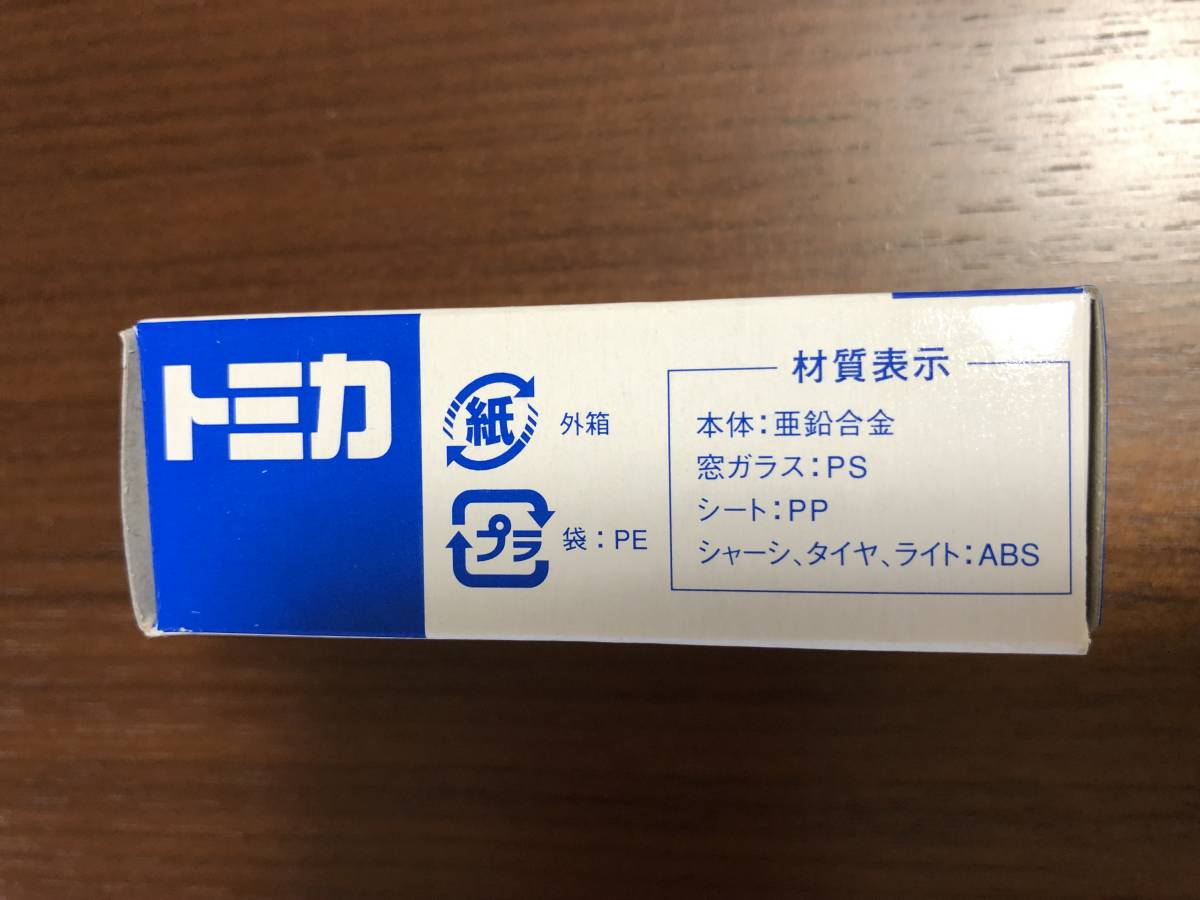 トミカ
紙 外箱
プラ 袋：PE
材質表示
本体：亜鉛合金
窓ガラス：PS
シート：PP
シャーシ、タイヤ、ライト：ABS